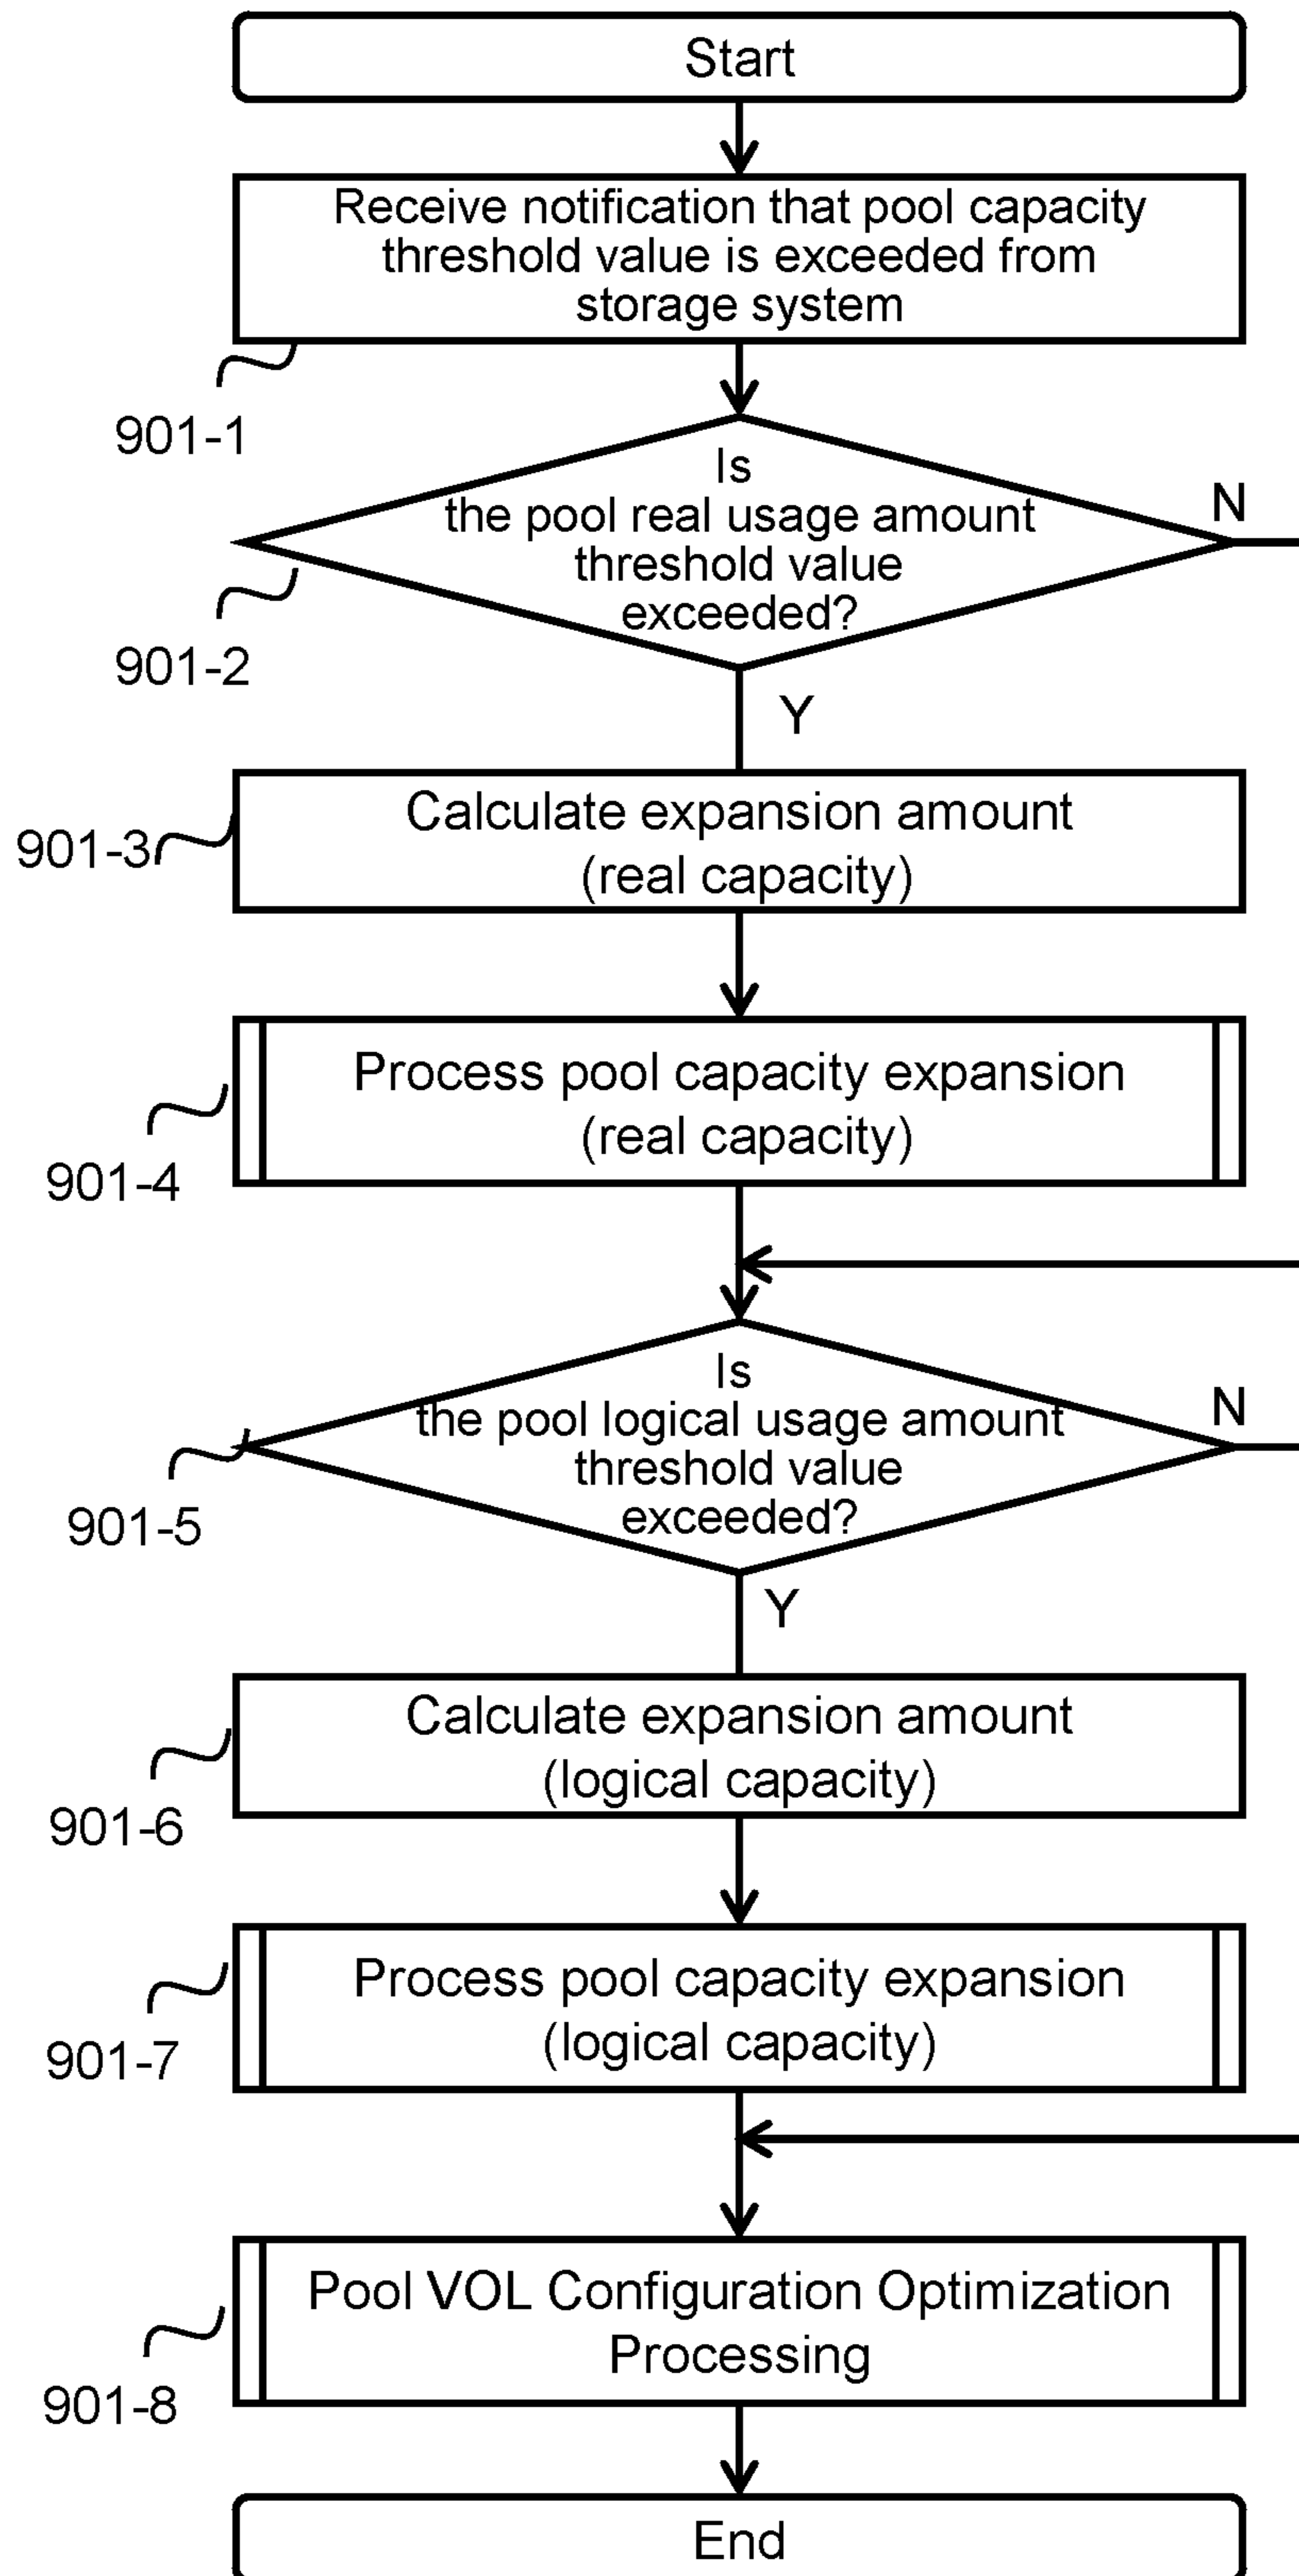 Start
Receive notification that pool capacity
threshold value is exceeded from
storage system
901-1
Is
the pool real usage amount
threshold value
exceeded?
N
901-2
Y
Calculate expansion amount
(real capacity)
901-3
Process pool capacity expansion
(real capacity)
901-4
Is
the pool logical usage amount
threshold value
exceeded?
N
901-5
Y
Calculate expansion amount
(logical capacity)
901-6
Process pool capacity expansion
(logical capacity)
901-7
Pool VOL Configuration Optimization
Processing
901-8
End